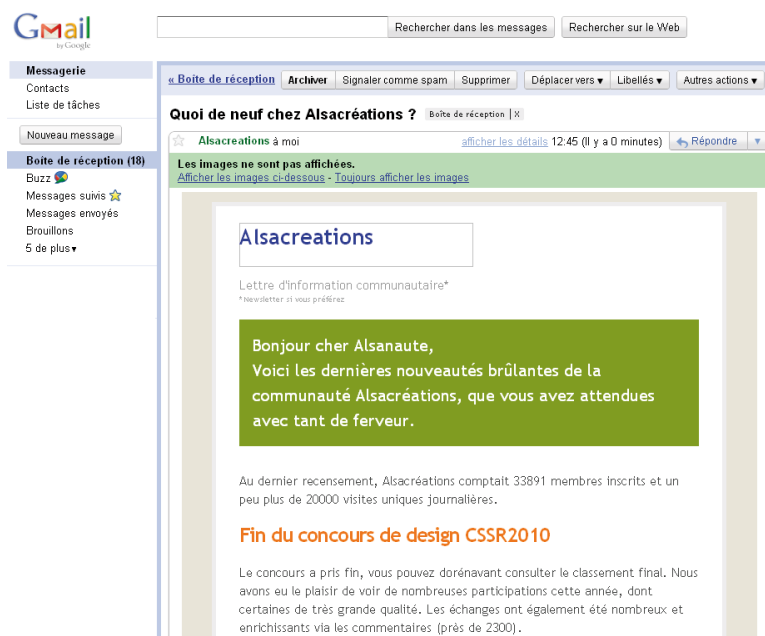 Gmail
by Google
Rechercher dans les messages
Rechercher sur le Web
Messagerie
Contacts
Liste de tâches
Nouveau message
Boîte de réception (18)
Buzz
Messages suivis
Messages envoyés
Brouillons
5 de plus▼
« Boîte de réception
Archiver
Signaler comme spam
Supprimer
Déplacer vers ▼
Libellés ▼
Autres actions ▼
Quoi de neuf chez Alsacréations ?
Boîte de réception | X
Alsacreations à moi
afficher les détails 12:45 (Il y a 0 minutes)
Répondre ▼
Les images ne sont pas affichées.
Afficher les images ci-dessous - Toujours afficher les images
Alsacreations
Lettre d'information communautaire*
* Newsletter si vous préférez
Bonjour cher Alsanaute,
Voici les dernières nouveautés brûlantes de la
communauté Alsacréations, que vous avez attendues
avec tant de ferveur.
Au dernier recensement, Alsacréations comptait 33891 membres inscrits et un
peu plus de 20000 visites uniques journalières.
Fin du concours de design CSSR2010
Le concours a pris fin, vous pouvez dorénavant consulter le classement final. Nous
avons eu le plaisir de voir de nombreuses participations cette année, dont
certaines de très grande qualité. Les échanges ont également été nombreux et
enrichissants via les commentaires (près de 2300).